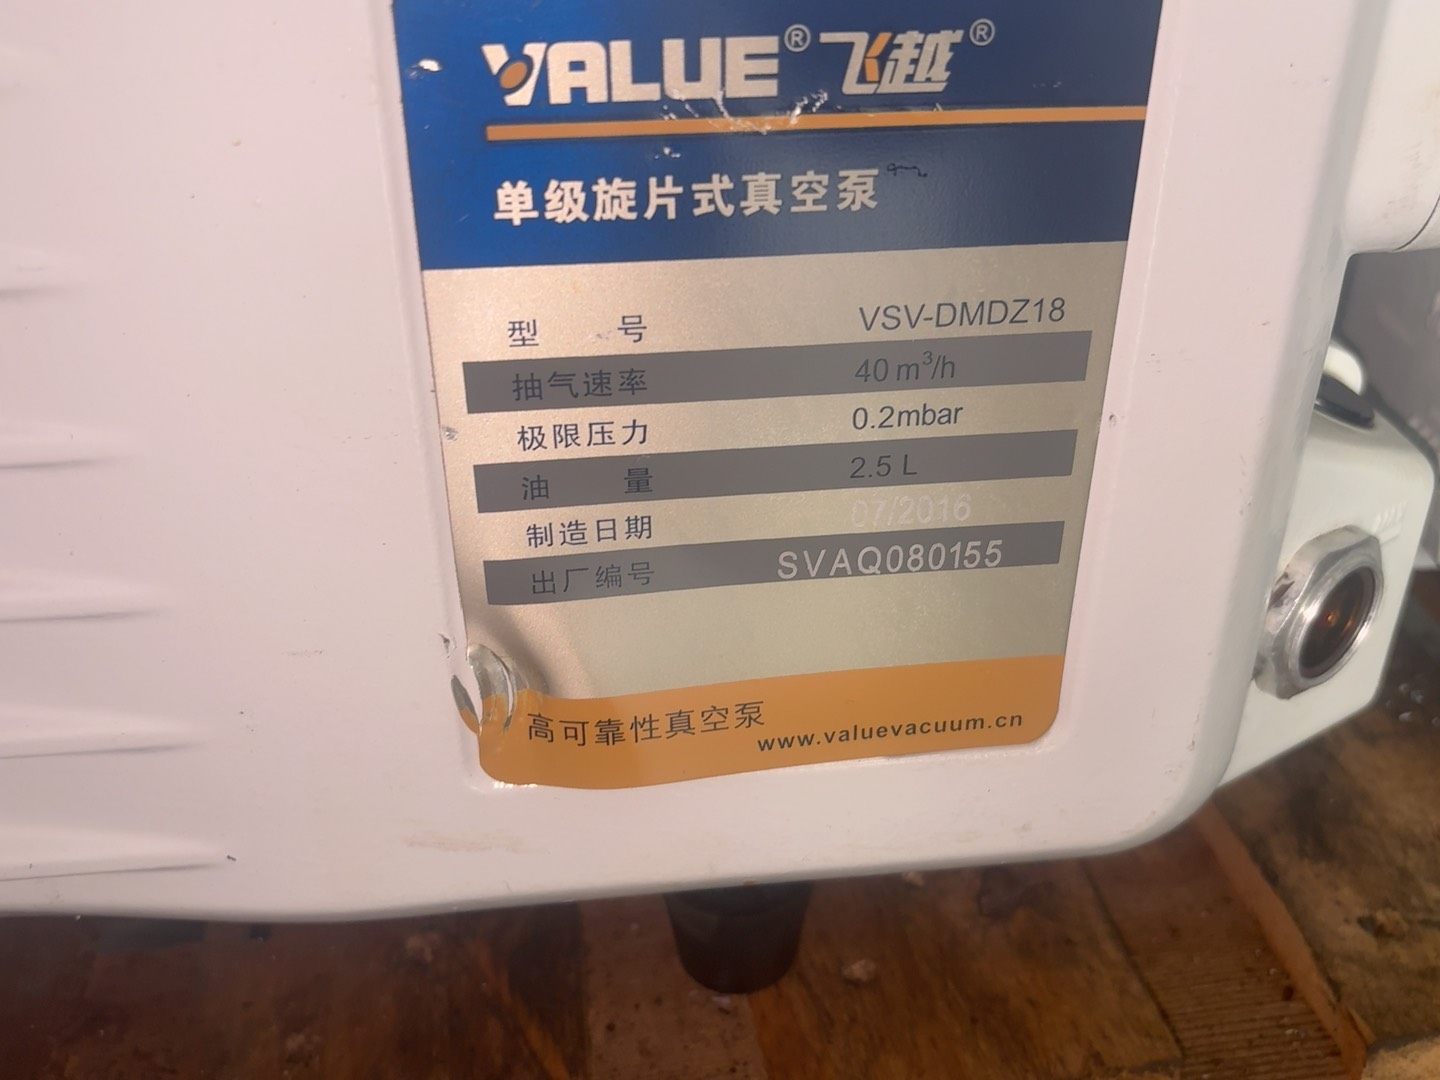 VALUE® 飞越®
单级旋片式真空泵
型 号 VSV-DMDZ18
抽气速率 40 m³/h
极限压力 0.2mbar
油 量 2.5 L
制造日期 07/2016
出厂编号 SVAQ080155
高可靠性真空泵
www.valuevacuum.cn